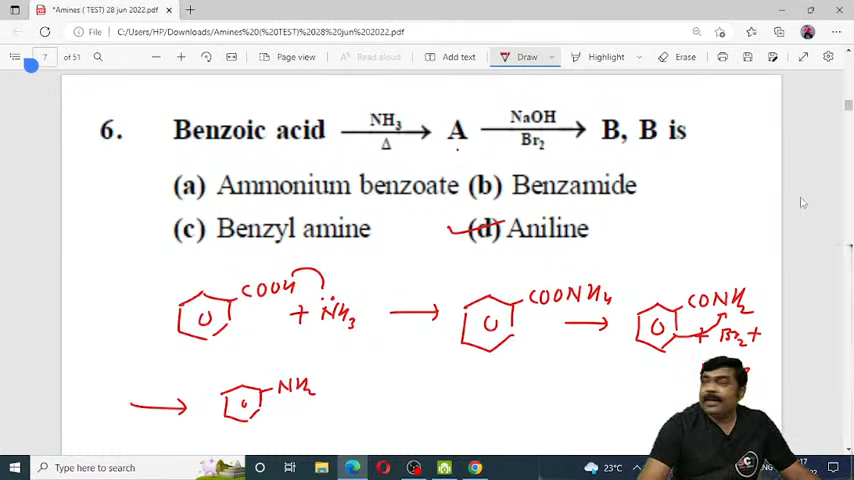 *Amines ( TEST) 28 jun 2022.pdf
File | C:/Users/HP/Downloads/Amines%20(%20TEST)%2028%20jun%202022.pdf
7 of 51 Page view Read aloud Add text Draw Highlight Erase
6. Benzoic acid NH3 Δ A NaOH Br2 B, B is
(a) Ammonium benzoate (b) Benzamide
(c) Benzyl amine (d) Aniline
COOH + NH3 COONH4 CONH2
+ Br2 +
NH2
Type here to search 23°C ENG